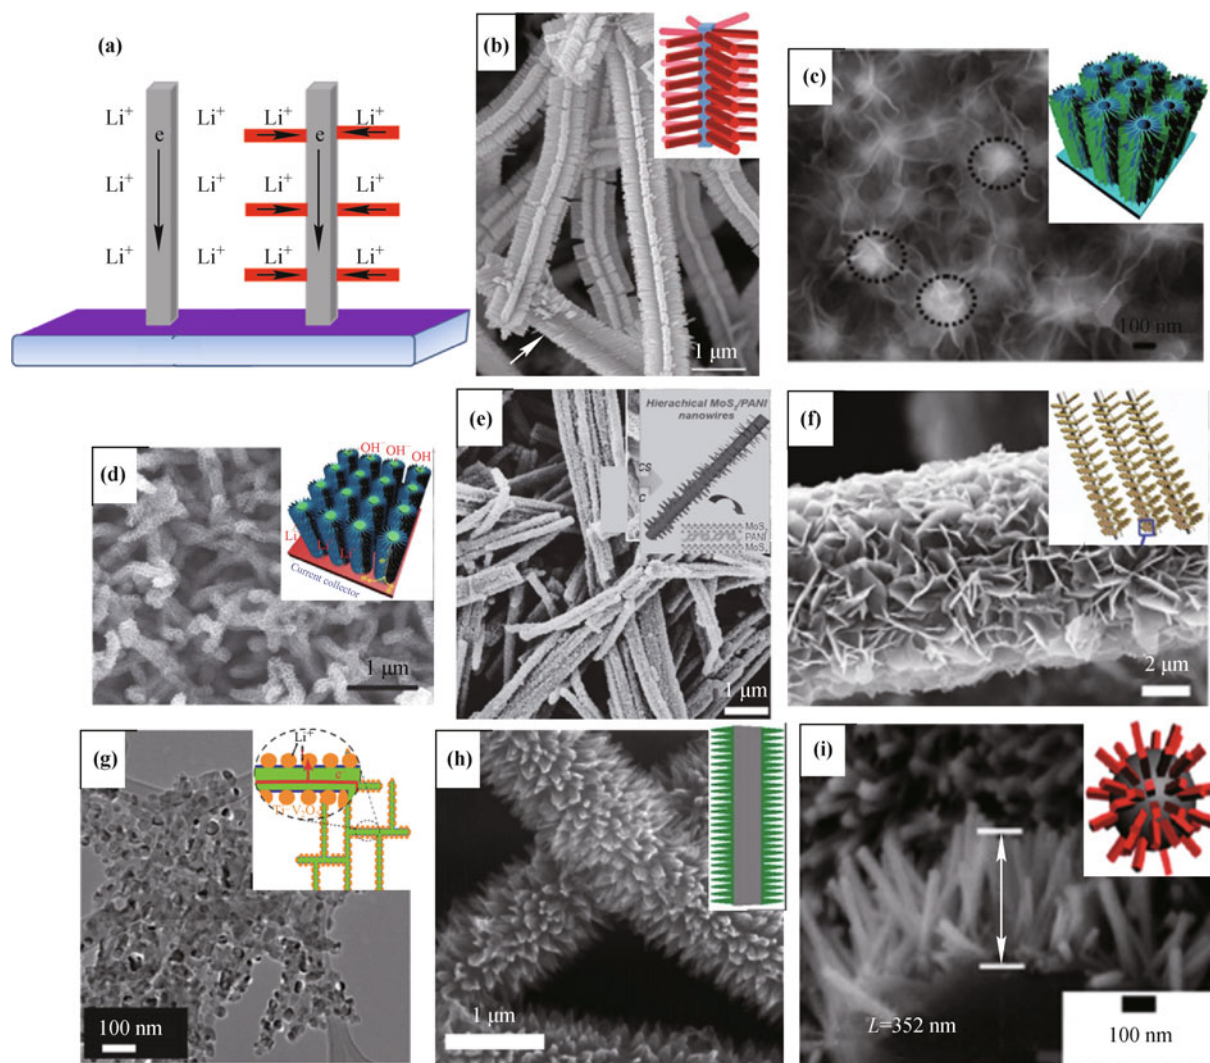 (a)
Li+ Li+ Li+ Li+
e e
Li+ Li+ Li+ Li+
Li+ Li+ Li+ Li+
(b)
1 μm
(c)
100 nm
(d)
OH−
OH−
OH−
OH
Li
Current collector
1 μm
(e)
Hierachical MoS2/PANI
nanowires
CS
C
MoS2
PANI
MoS2
1 μm
(f)
2 μm
(g)
Li+
e
100 nm
(h)
1 μm
(i)
L=352 nm
100 nm